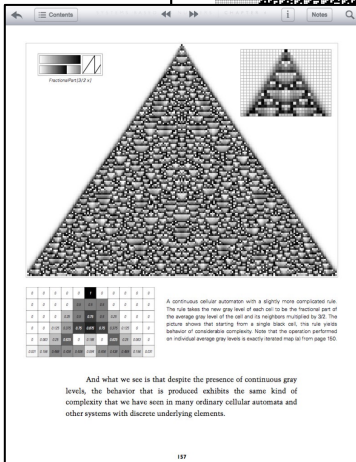 Contents
Notes
FractionalPart[3/2 x]
A continuous cellular automaton with a slightly more complicated rule.
The rule takes the new gray level of each cell to be the fractional part of
the average gray level of the cell and its neighbors multiplied by 3/2. The
picture shows that starting from a single black cell, this rule yields
behavior of considerable complexity. Note that the operation performed
on individual average gray levels is exactly iterated map (a) from page 150.
And what we see is that despite the presence of continuous gray
levels, the behavior that is produced exhibits the same kind of
complexity that we have seen in many ordinary cellular automata and
other systems with discrete underlying elements.
157